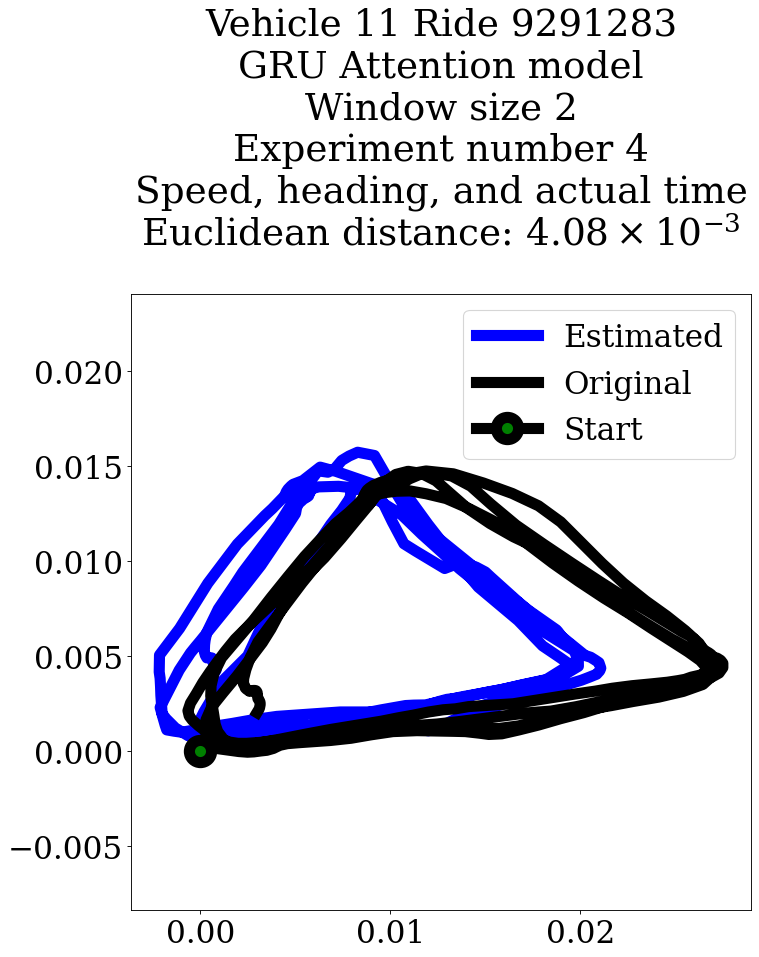 Vehicle 11 Ride 9291283
GRU Attention model
Window size 2
Experiment number 4
Speed, heading, and actual time
Euclidean distance: 4.08 × 10⁻³
Estimated
Original
Start
0.020
0.015
0.010
0.005
0.000
−0.005
0.00 0.01 0.02